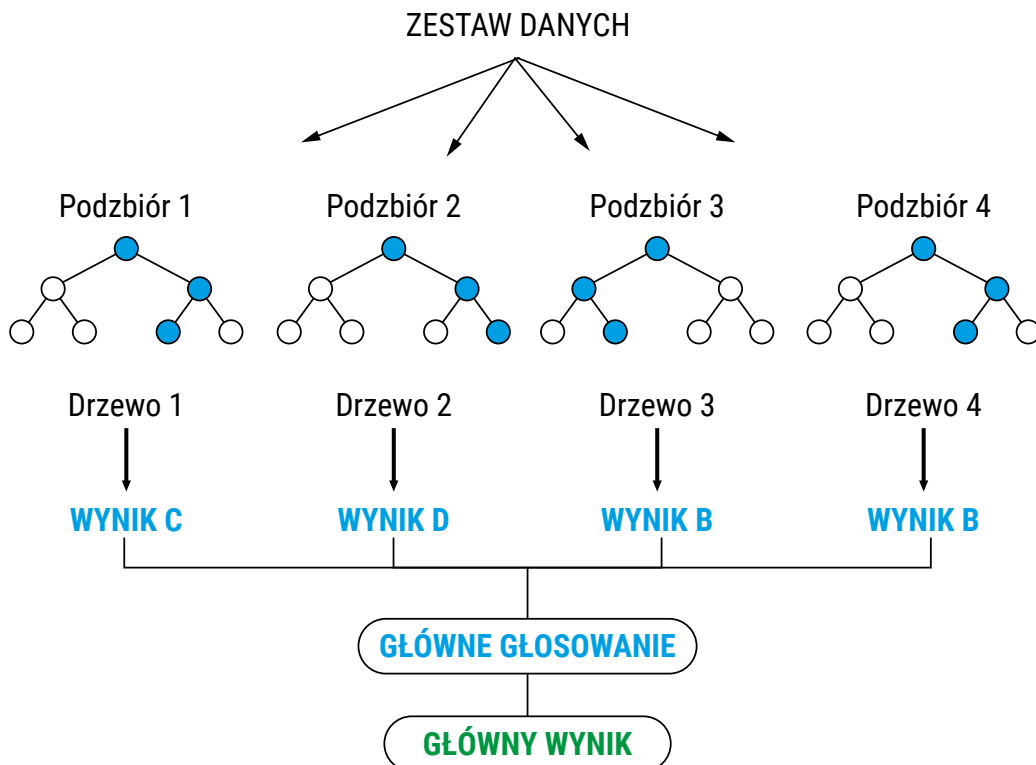 ZESTAW DANYCH
Podzbiór 1
Podzbiór 2
Podzbiór 3
Podzbiór 4
Drzewo 1
Drzewo 2
Drzewo 3
Drzewo 4
WYNIK C
WYNIK D
WYNIK B
WYNIK B
GŁÓWNE GŁOSOWANIE
GŁÓWNY WYNIK